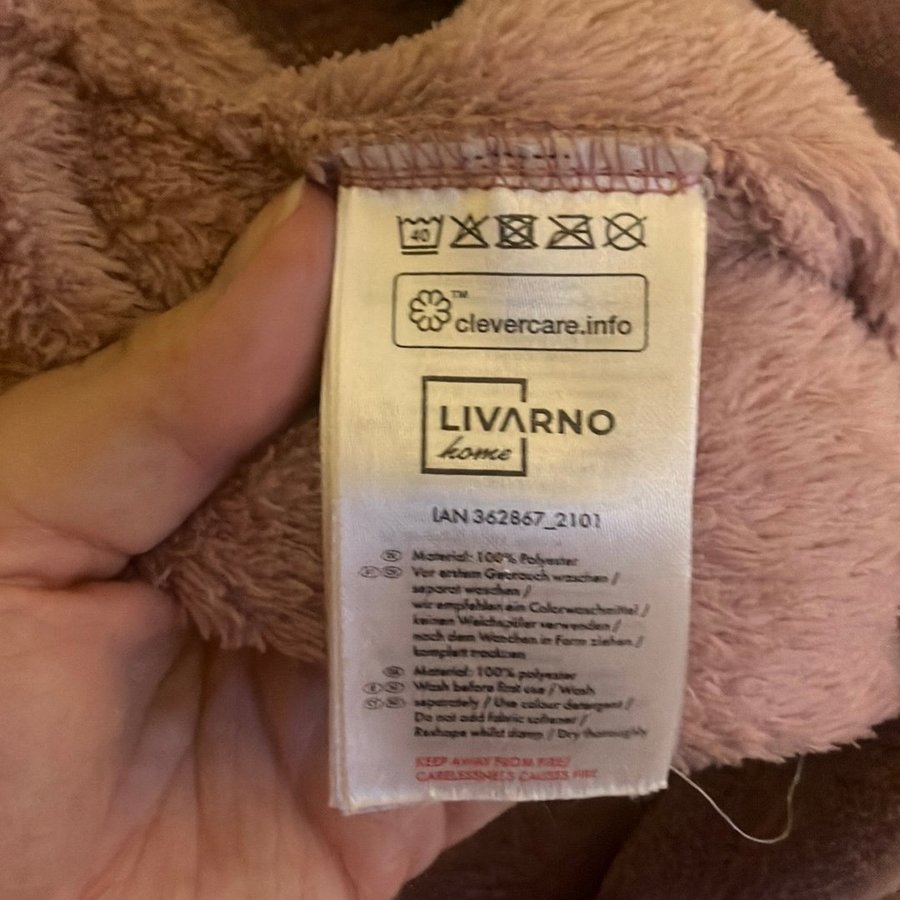 40
™
clevercare.info
LIVARNO
home
IAN 362867_2101
Material: 100% Polyester
Vor erstem Gebrauch waschen /
separat waschen /
wir empfehlen ein Colorwaschmittel /
keinen Weichspüler verwenden /
nach dem Waschen in Form ziehen /
komplett trocknen
Material: 100% polyester
Wash before first use / Wash
separately / Use colour detergent /
Do not add fabric softener /
Reshape whilst damp / Dry thoroughly
KEEP AWAY FROM FIRE/
CARELESSNESS CAUSES FIRE